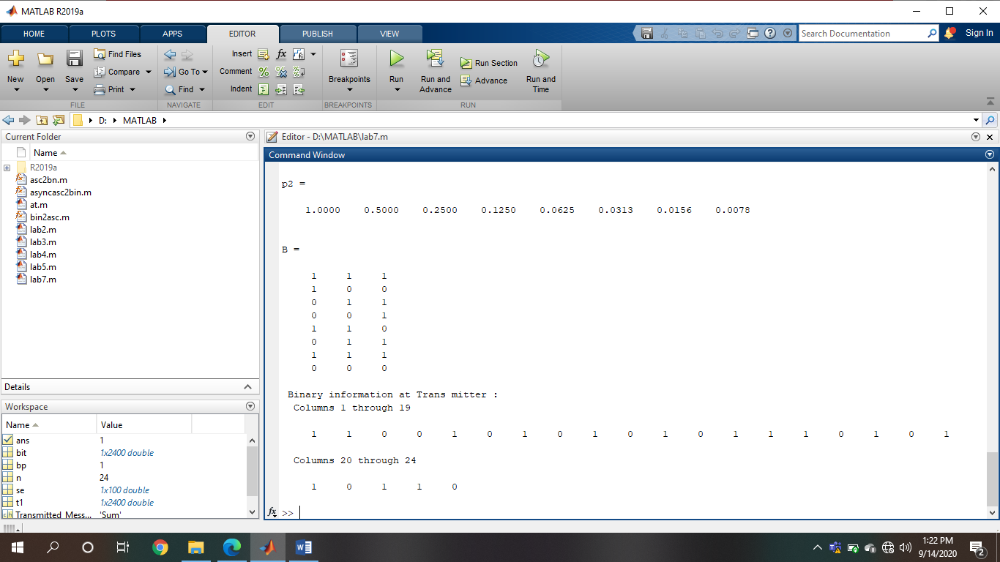 MATLAB R2019a
HOME PLOTS APPS EDITOR PUBLISH VIEW
Search Documentation
Sign In
New Open Save
Find Files
Compare
Print
Go To
Find
Insert
Comment
Indent
fx
Breakpoints
Run
Run and Advance
Run Section
Advance
Run and Time
FILE NAVIGATE EDIT BREAKPOINTS RUN
D: MATLAB
Current Folder
Name
R2019a
asc2bn.m
asyncasc2bin.m
at.m
bin2asc.m
lab2.m
lab3.m
lab4.m
lab5.m
lab7.m
Details
Workspace
Name Value
ans 1
bit 1x2400 double
bp 1
n 24
se 1x100 double
t1 1x2400 double
Transmitted_Mess... 'Sum'
Editor - D:\MATLAB\lab7.m
Command Window
p2 =
1.0000 0.5000 0.2500 0.1250 0.0625 0.0313 0.0156 0.0078
B =
1 1 1
1 0 0
0 1 1
0 0 1
1 1 0
0 1 1
1 1 1
0 0 0
Binary information at Trans mitter :
Columns 1 through 19
1 1 0 0 1 0 1 0 1 0 1 0 1 1 1 0 1 0 1
Columns 20 through 24
1 0 1 1 0
fx >>
1:22 PM
9/14/2020
2